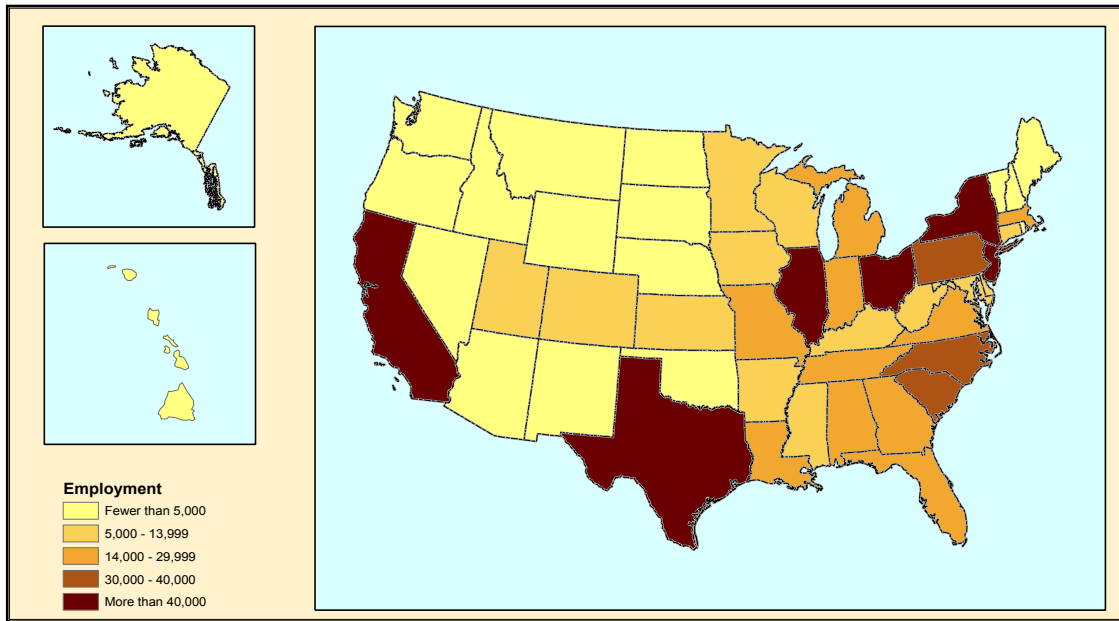 Employment
Fewer than 5,000
5,000 - 13,999
14,000 - 29,999
30,000 - 40,000
More than 40,000